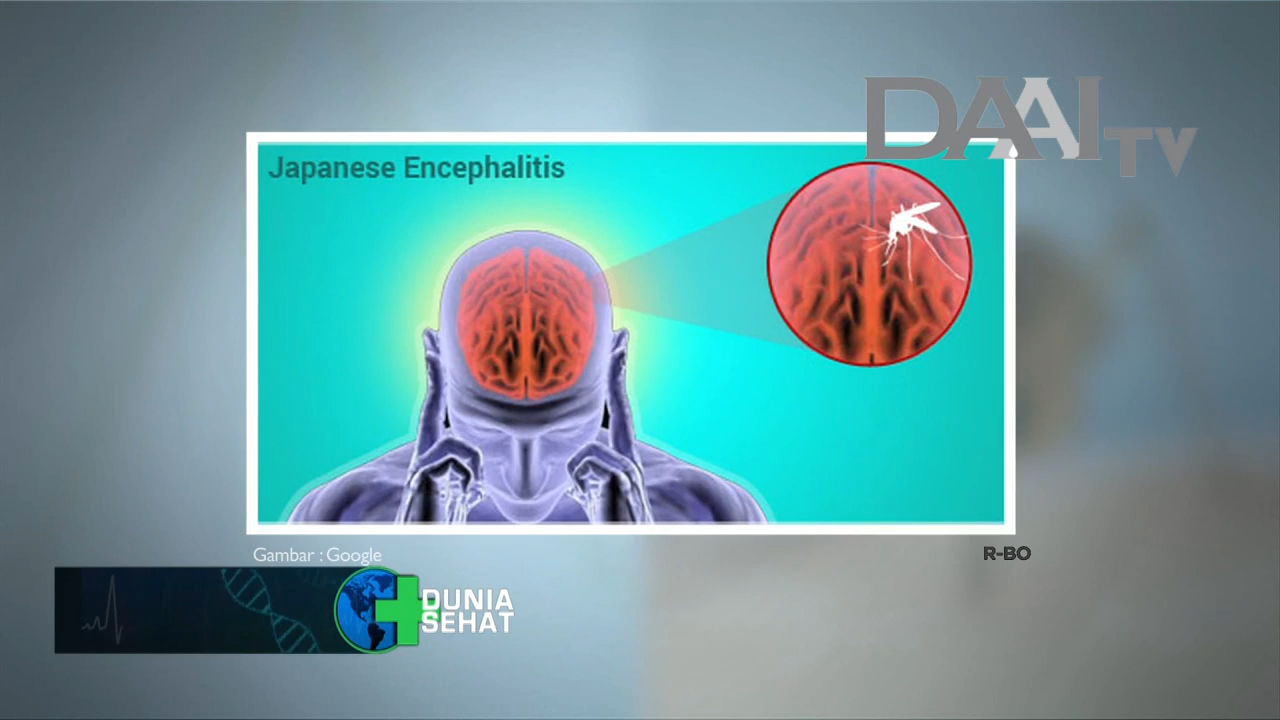 DAAI TV
Japanese Encephalitis
Gambar : Google
R-BO
DUNIA
SEHAT